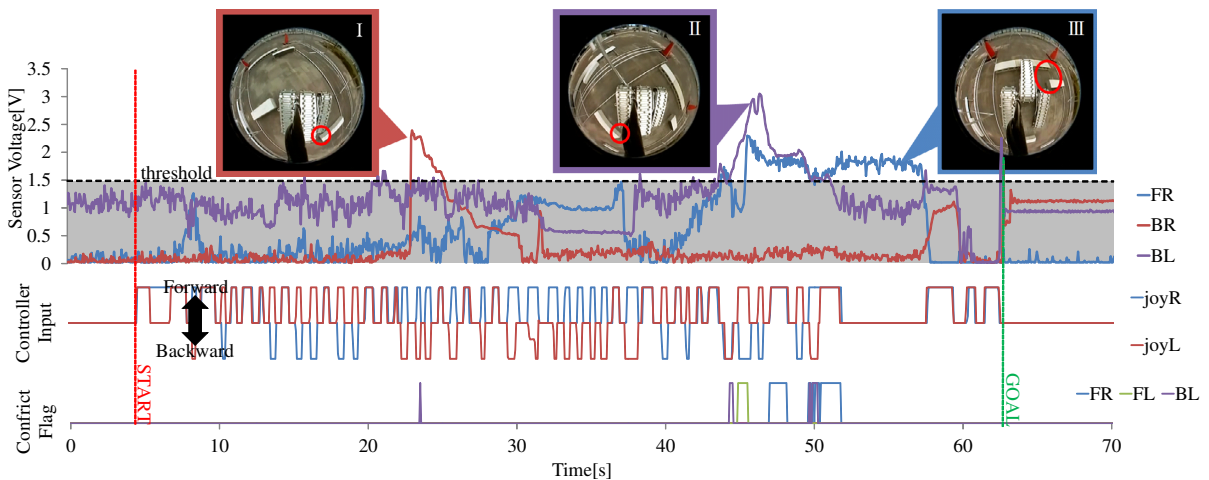 I
II
III
3.5
3
2.5
2
1.5
1
0.5
0
Sensor Voltage[V]
threshold
FR
BR
BL
Controller
Input
Forward
Backward
joyR
joyL
START
GOAL
Confrict
Flag
FR FL BL
0 10 20 30 40 50 60 70
Time[s]